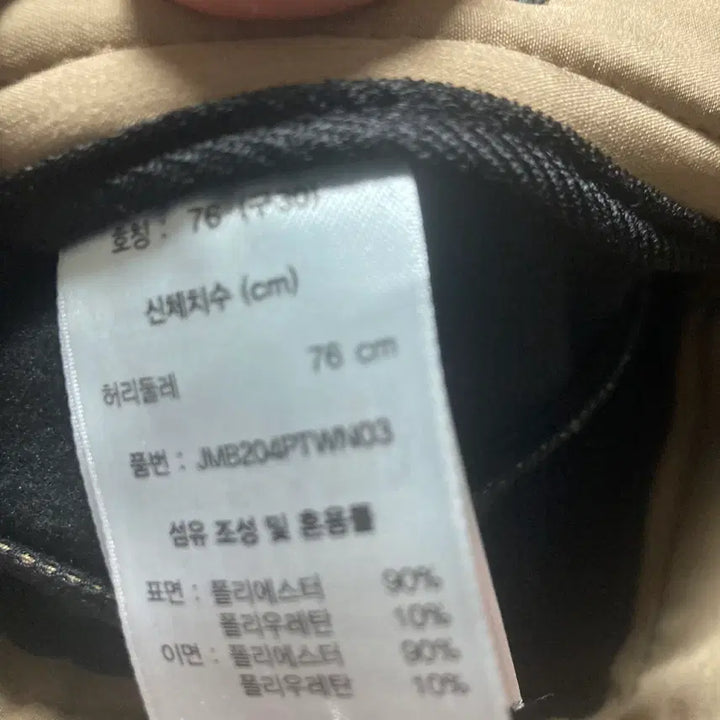 호칭 : 76 (구30)
신체치수 (cm)
허리둘레 76 cm
품번 : JMB204PTWN03
섬유 조성 및 혼용률
표면 : 폴리에스터 90%
폴리우레탄 10%
이면 : 폴리에스터 90%
폴리우레탄 10%